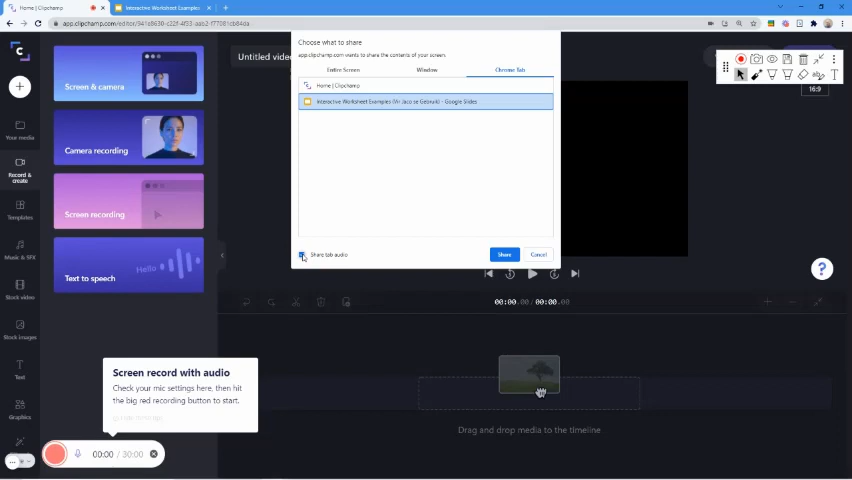 Home | Clipchamp
Interactive Worksheet Examples
app.clipchamp.com/editor/941e8630-c22f-4f53-aab2-f77081cb84da
Choose what to share
app.clipchamp.com wants to share the contents of your screen.
Entire Screen
Window
Chrome Tab
Home | Clipchamp
Interactive Worksheet Examples (Mr Jaco se Gesnuik) - Google Slides
Share tab audio
Share
Cancel
Untitled video
16:9
Your media
Record &
create
Templates
Music & SFX
Stock video
Stock images
Text
Graphics
Screen & camera
Camera recording
Screen recording
Text to speech
Hello
00:00.00 / 00:00.00
Screen record with audio
Check your mic settings here, then hit
the big red recording button to start.
00:00 / 30:00
Drag and drop media to the timeline